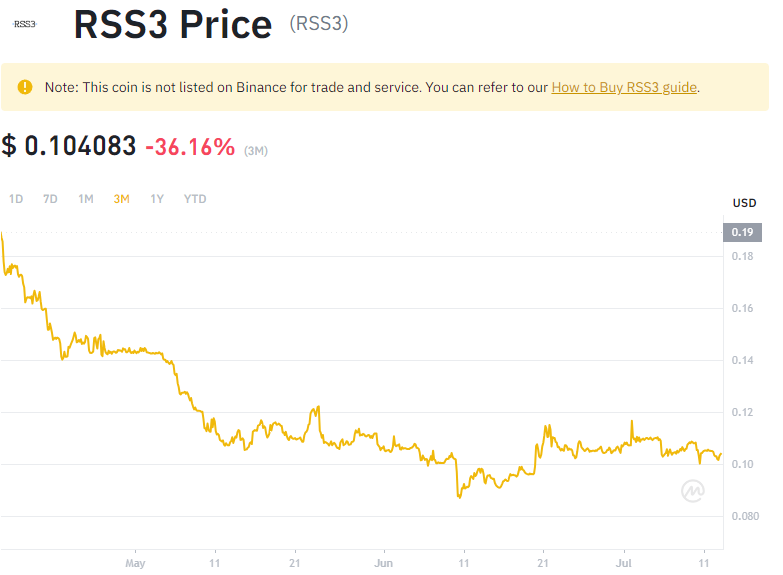 RSS3
RSS3 Price (RSS3)
Note: This coin is not listed on Binance for trade and service. You can refer to our How to Buy RSS3 guide.
$ 0.104083 -36.16% (3M)
1D 7D 1M 3M 1Y YTD
USD
0.19
0.18
0.16
0.14
0.12
0.10
0.080
May 11 21 Jun 11 21 Jul 11